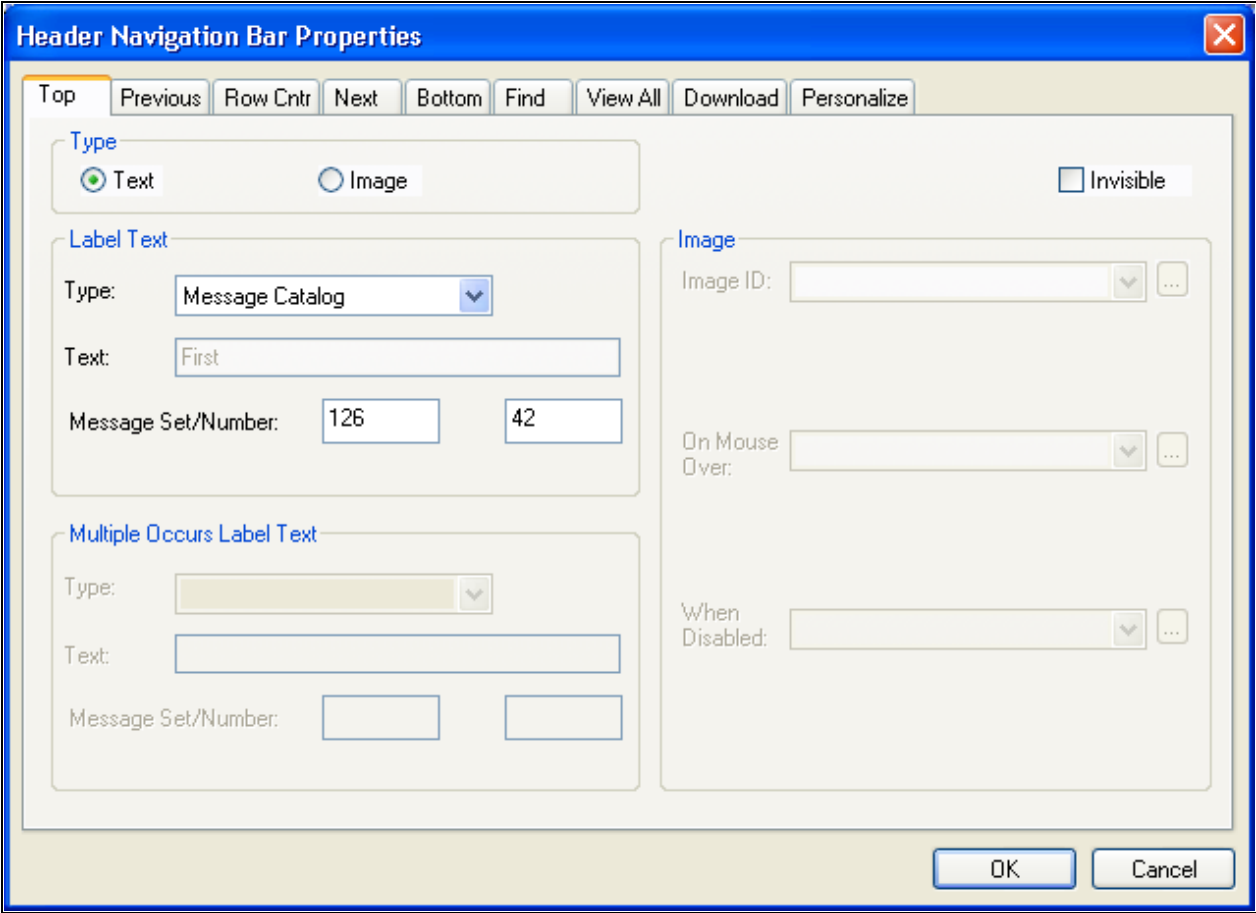 Header Navigation Bar Properties
Top Previous Row Cntr Next Bottom Find View All Download Personalize
Type
Text Image Invisible
Label Text
Type: Message Catalog
Text: First
Message Set/Number: 126 42
Multiple Occurs Label Text
Type:
Text:
Message Set/Number:
Image
Image ID: ...
On Mouse
Over: ...
When
Disabled: ...
OK Cancel